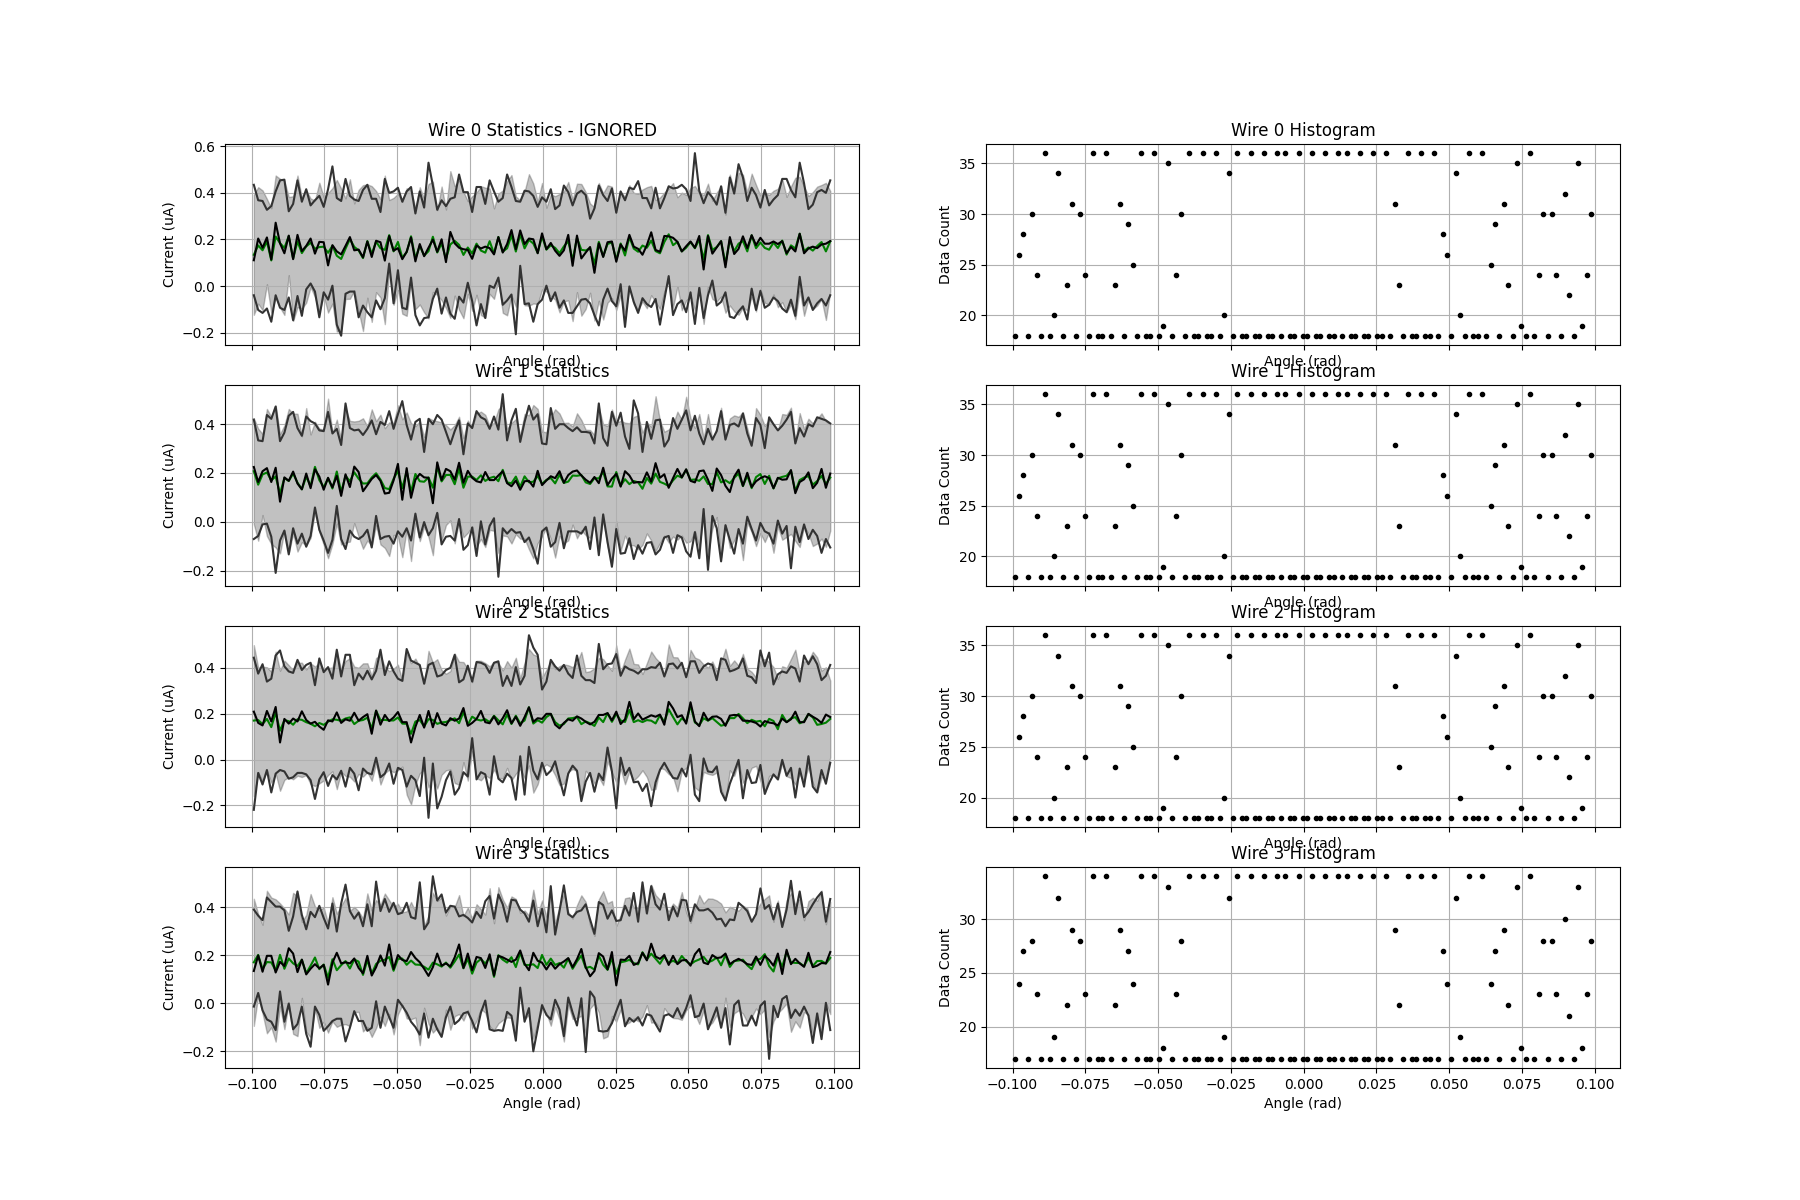 Wire 0 Statistics - IGNORED
Current (uA)
0.6
0.4
0.2
0.0
−0.2
Angle (rad)
Wire 0 Histogram
Data Count
35
30
25
20
Angle (rad)
Wire 1 Statistics
Current (uA)
0.4
0.2
0.0
−0.2
Angle (rad)
Wire 1 Histogram
Data Count
35
30
25
20
Angle (rad)
Wire 2 Statistics
Current (uA)
0.4
0.2
0.0
−0.2
Angle (rad)
Wire 2 Histogram
Data Count
35
30
25
20
Angle (rad)
Wire 3 Statistics
Current (uA)
0.4
0.2
0.0
−0.2
−0.100 −0.075 −0.050 −0.025 0.000 0.025 0.050 0.075 0.100
Angle (rad)
Wire 3 Histogram
Data Count
30
25
20
−0.100 −0.075 −0.050 −0.025 0.000 0.025 0.050 0.075 0.100
Angle (rad)